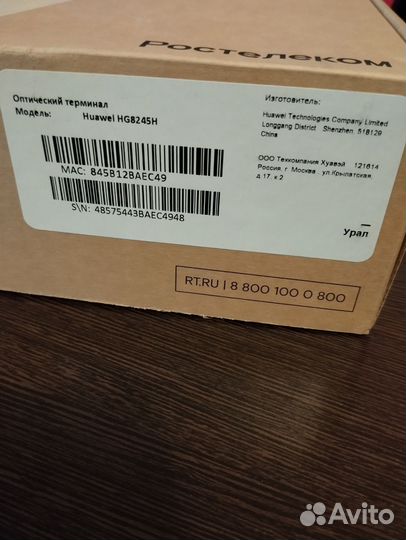 Ростелеком
Оптический терминал
Модель: Huawei HG8245H
MAC: 845B12BAEC49
S\N: 48575443BAEC4948
Изготовитель:
Huawei Technologies Company Limited
Longgang District Shenzhen, 518129
China
ООО Теккомпания Хуавэй 121614
Россия, г. Москва , ул.Крылатская,
д.17, к.2
Урал
RT.RU | 8 800 100 0 800
Avito